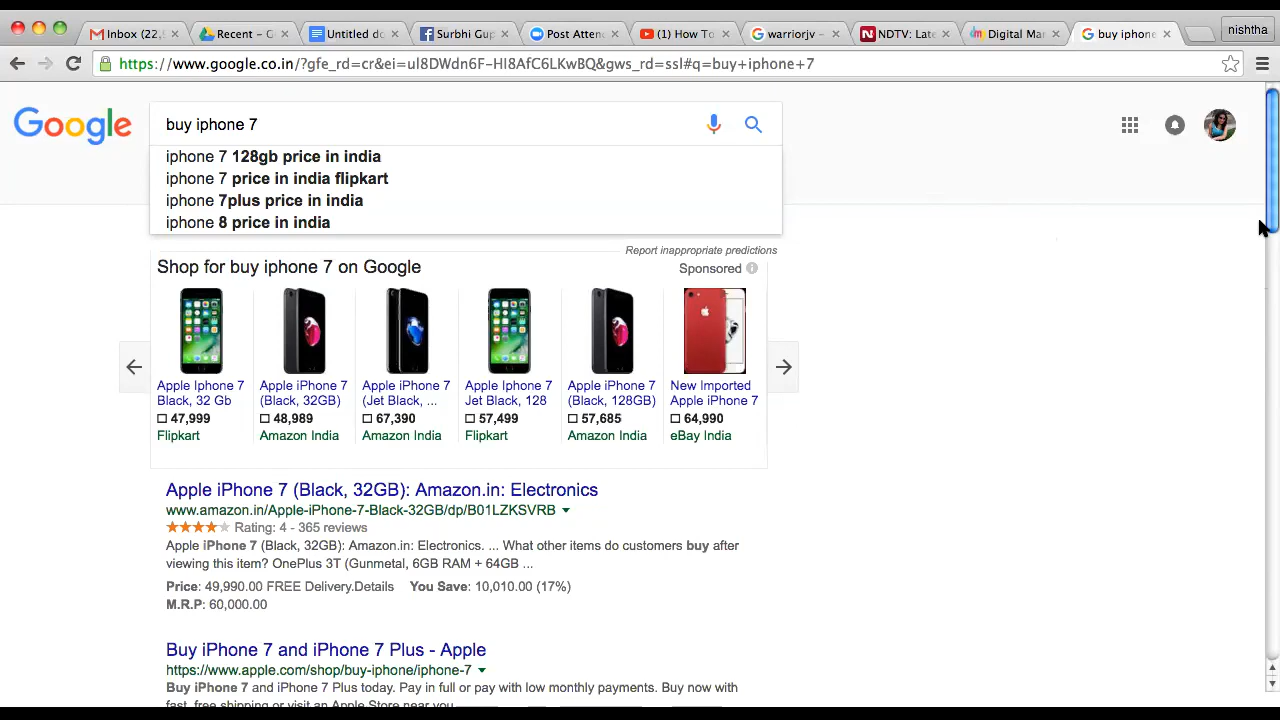 Inbox (22,
Recent – G
Untitled do
Surbhi Gup
Post Atten
(1) How To
warriorjv –
NDTV: Late
Digital Mar
buy iphone
nishtha
https://www.google.co.in/?gfe_rd=cr&ei=ul8DWdn6F-HI8AfC6LKwBQ&gws_rd=ssl#q=buy+iphone+7
Google
buy iphone 7
iphone 7 128gb price in india
iphone 7 price in india flipkart
iphone 7plus price in india
iphone 8 price in india
Report inappropriate predictions
Shop for buy iphone 7 on Google
Sponsored
Apple Iphone 7
Black, 32 Gb
47,999
Flipkart
Apple iPhone 7
(Black, 32GB)
48,989
Amazon India
Apple iPhone 7
(Jet Black, ...
67,390
Amazon India
Apple Iphone 7
Jet Black, 128
57,499
Flipkart
Apple iPhone 7
(Black, 128GB)
57,685
Amazon India
New Imported
Apple iPhone 7
64,990
eBay India
Apple iPhone 7 (Black, 32GB): Amazon.in: Electronics
www.amazon.in/Apple-iPhone-7-Black-32GB/dp/B01LZKSVRB
Rating: 4 - 365 reviews
Apple iPhone 7 (Black, 32GB): Amazon.in: Electronics. ... What other items do customers buy after
viewing this item? OnePlus 3T (Gunmetal, 6GB RAM + 64GB ...
Price: 49,990.00 FREE Delivery.Details You Save: 10,010.00 (17%)
M.R.P: 60,000.00
Buy iPhone 7 and iPhone 7 Plus - Apple
https://www.apple.com/shop/buy-iphone/iphone-7
Buy iPhone 7 and iPhone 7 Plus today. Pay in full or pay with low monthly payments. Buy now with
fast, free shipping or visit an Apple Store near you